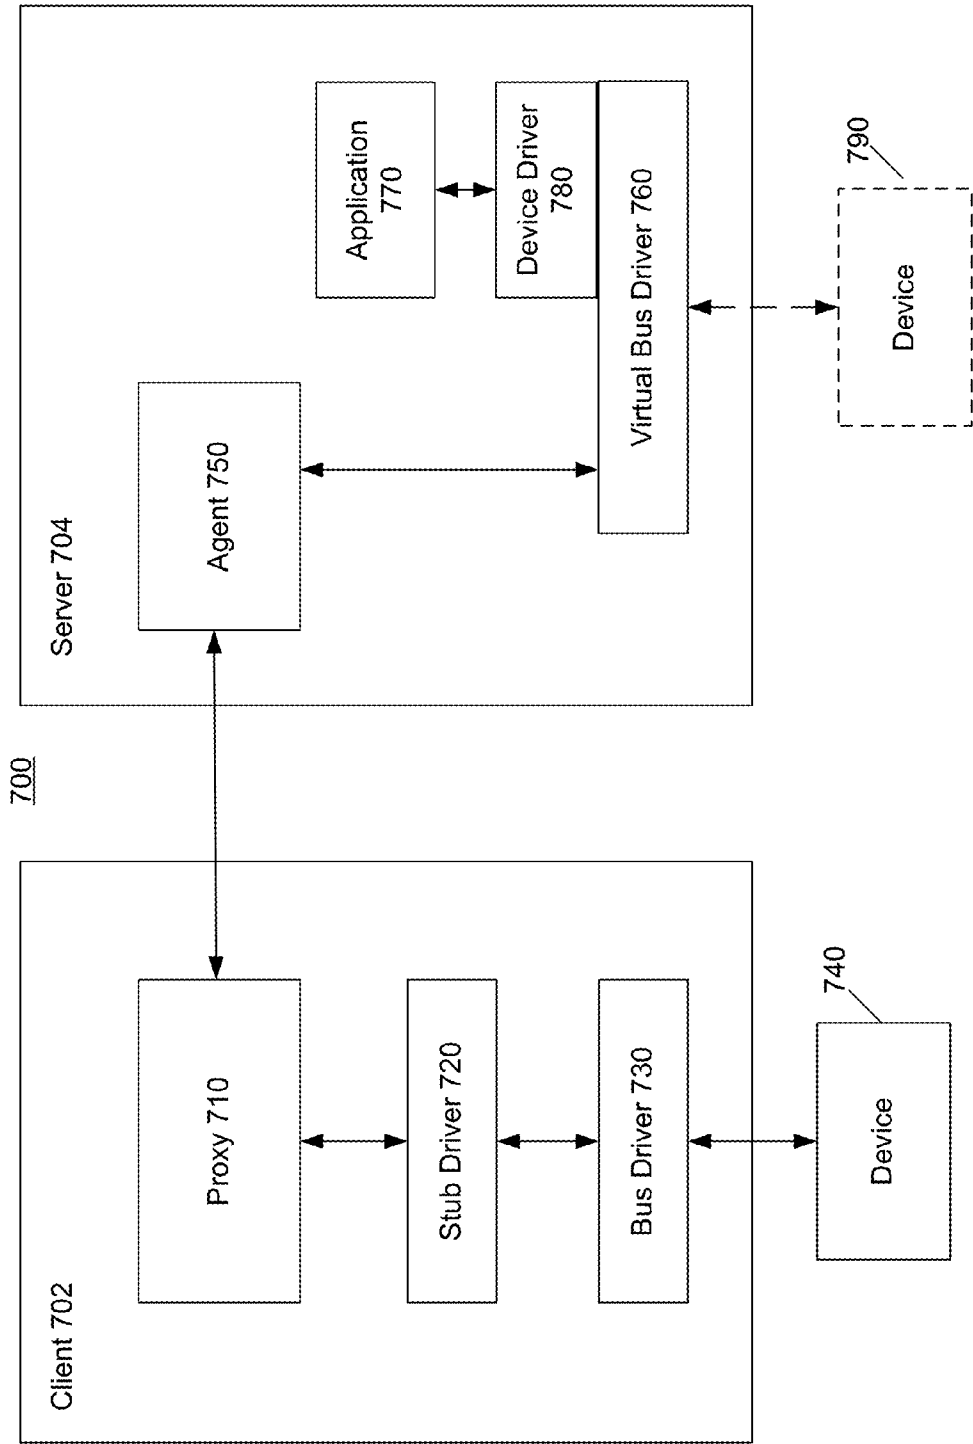 700
Client 702
Proxy 710
Stub Driver 720
Bus Driver 730
740
Device
Server 704
Agent 750
Application
770
Device Driver
780
Virtual Bus Driver 760
790
Device